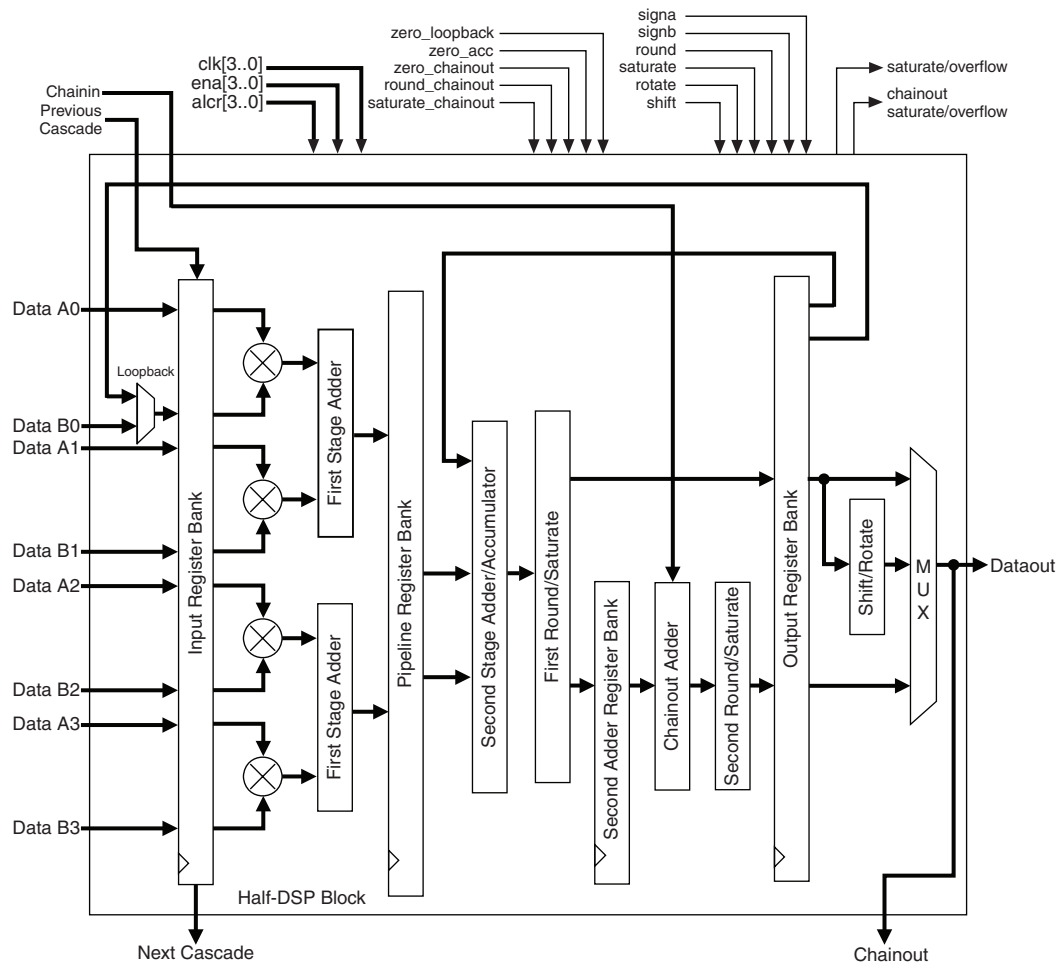 signa
signb
round
saturate
rotate
shift
zero_loopback
zero_acc
zero_chainout
round_chainout
saturate_chainout
clk[3..0]
ena[3..0]
alcr[3..0]
Chainin
Previous
Cascade
saturate/overflow
chainout
saturate/overflow
Data A0
Loopback
Data B0
Data A1
Data B1
Data A2
Data B2
Data A3
Data B3
Input Register Bank
First Stage Adder
First Stage Adder
Pipeline Register Bank
Second Stage Adder/Accumulator
First Round/Saturate
Second Adder Register Bank
Chainout Adder
Second Round/Saturate
Output Register Bank
Shift/Rotate
MUX
Dataout
Half-DSP Block
Next Cascade
Chainout